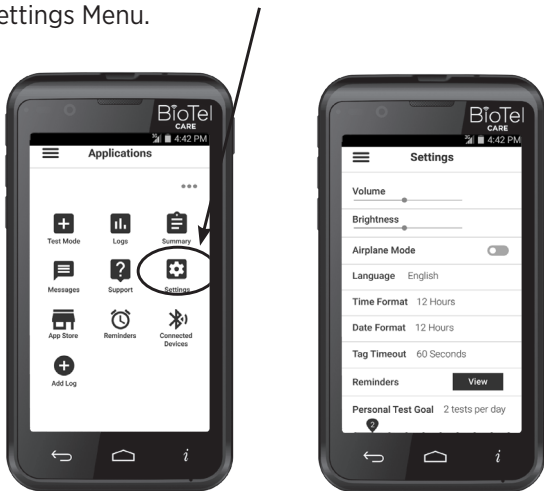 ettings Menu.
BioTel
CARE
3G 4:42 PM
Applications
Test Mode
Logs
Summary
Messages
Support
Settings
App Store
Reminders
Connected
Devices
Add Log
i
BioTel
CARE
3G 4:42 PM
Settings
Volume
Brightness
Airplane Mode
Language English
Time Format 12 Hours
Date Format 12 Hours
Tag Timeout 60 Seconds
Reminders View
Personal Test Goal 2 tests per day
2
i